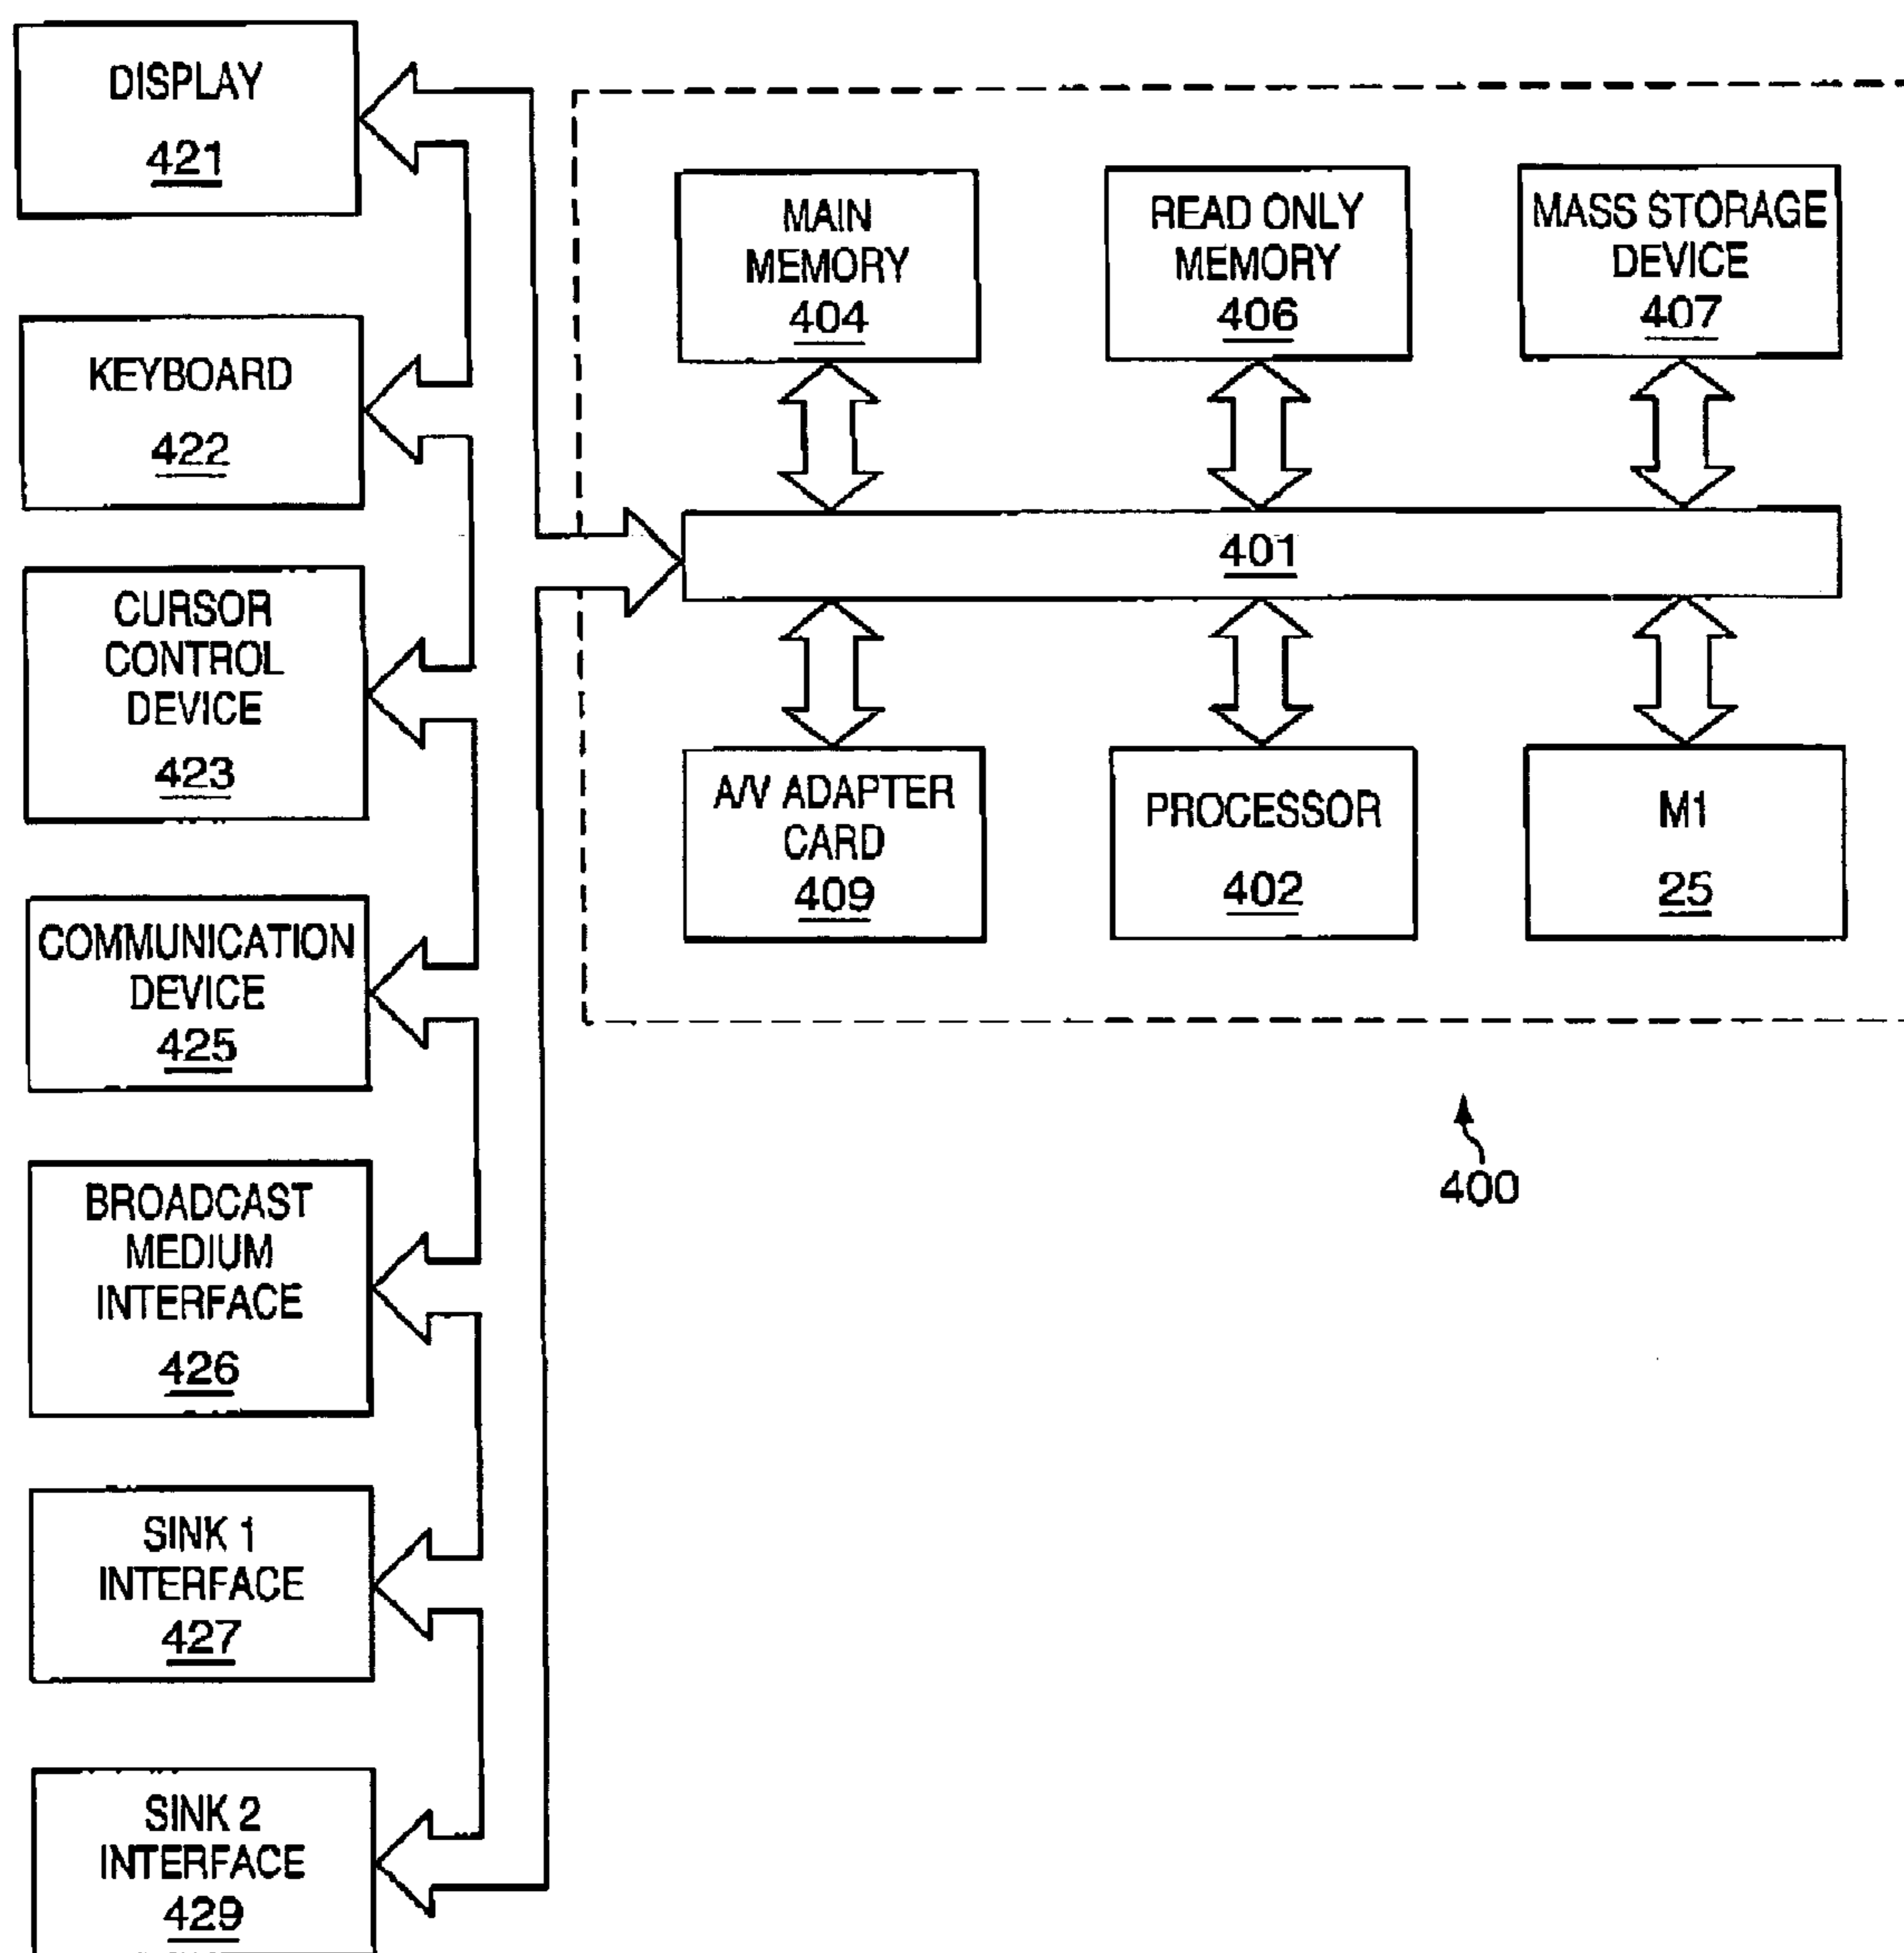 DISPLAY
421
KEYBOARD
422
CURSOR
CONTROL
DEVICE
423
COMMUNICATION
DEVICE
425
BROADCAST
MEDIUM
INTERFACE
426
SINK 1
INTERFACE
427
SINK 2
INTERFACE
429
MAIN
MEMORY
404
READ ONLY
MEMORY
406
MASS STORAGE
DEVICE
407
401
A/V ADAPTER
CARD
409
PROCESSOR
402
M1
25
400